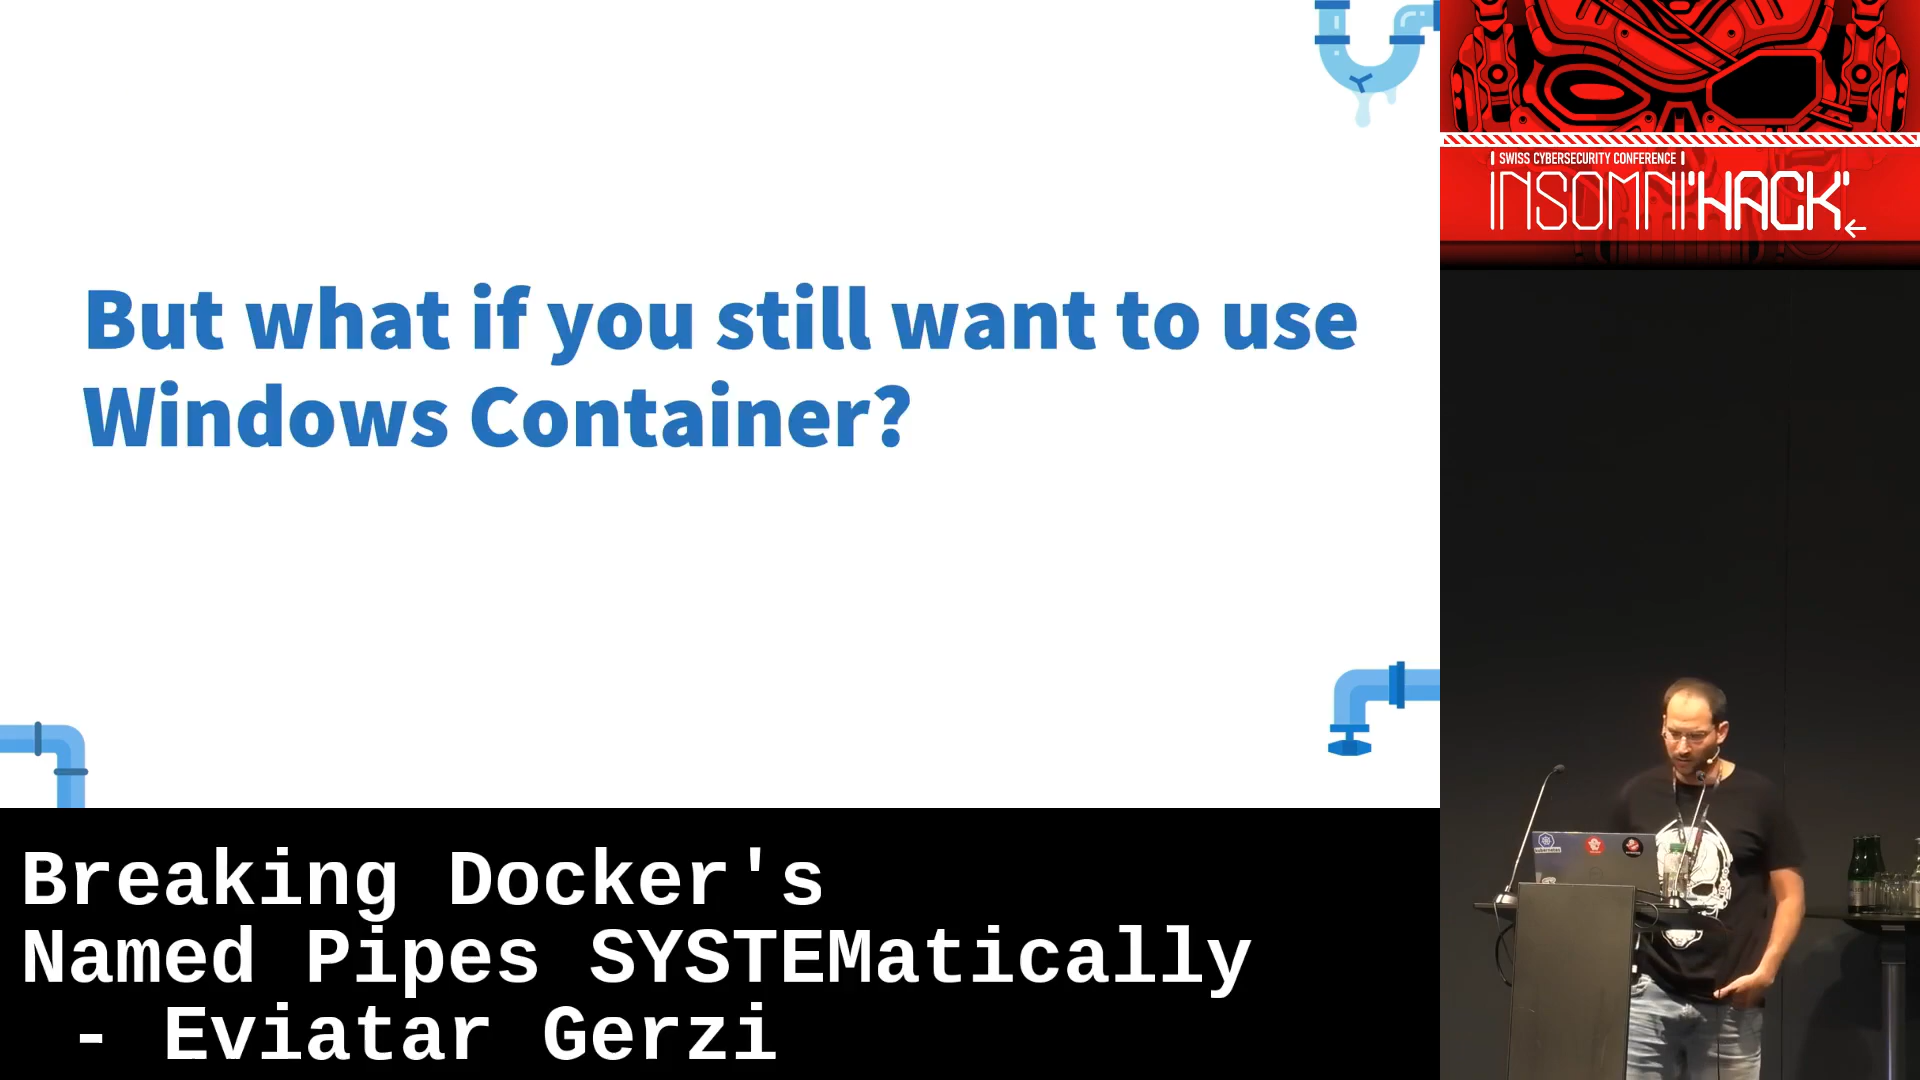 But what if you still want to use
Windows Container?
SWISS CYBERSECURITY CONFERENCE
INSOMNI'HACK
Breaking Docker's
Named Pipes SYSTEMatically
- Eviatar Gerzi